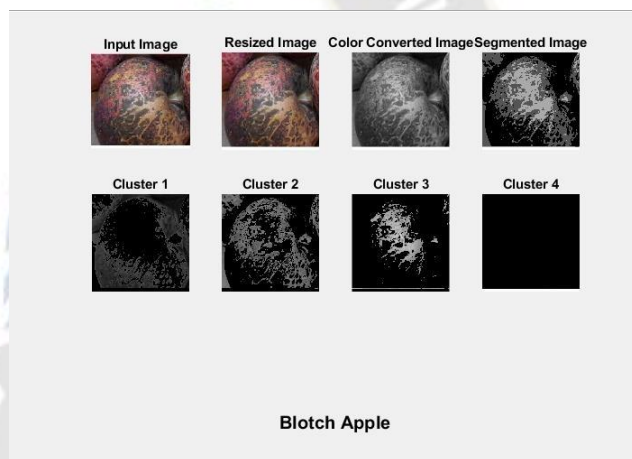 Input Image Resized Image Color Converted Image Segmented Image
Cluster 1 Cluster 2 Cluster 3 Cluster 4
Blotch Apple